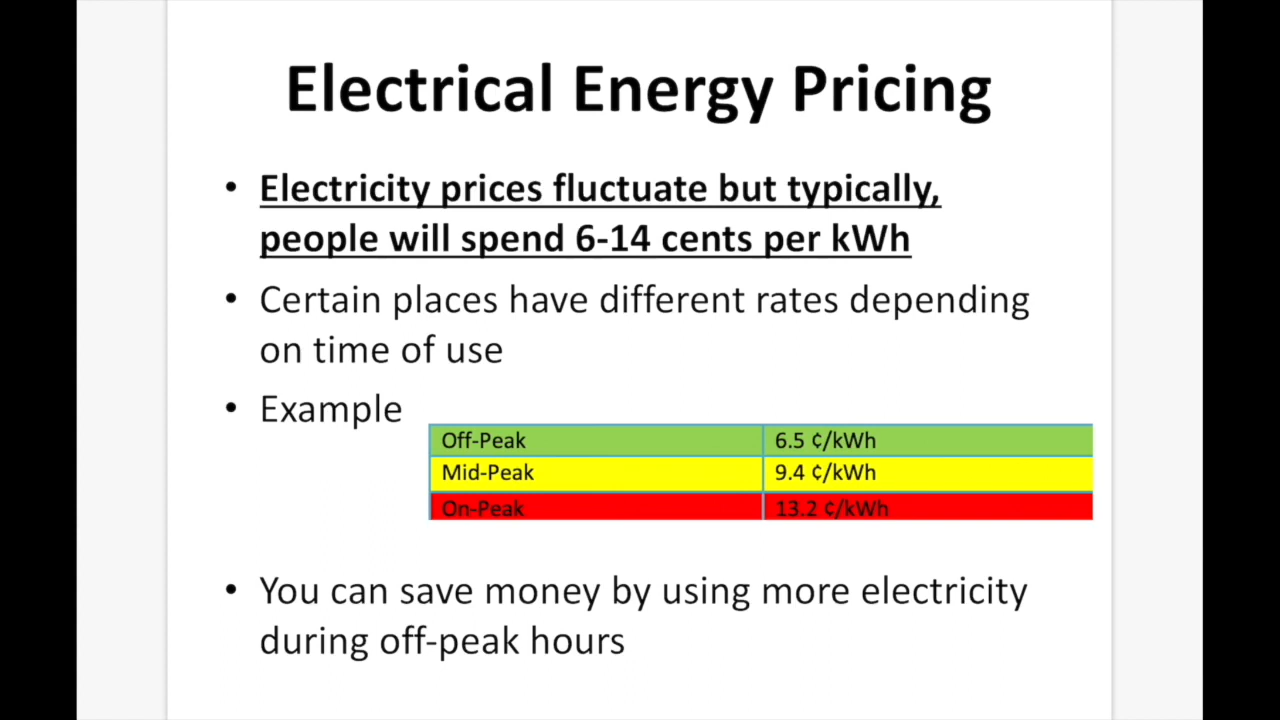 Electrical Energy Pricing
• Electricity prices fluctuate but typically,
people will spend 6-14 cents per kWh
• Certain places have different rates depending
on time of use
• Example
Off-Peak 6.5 ¢/kWh
Mid-Peak 9.4 ¢/kWh
On-Peak 13.2 ¢/kWh
• You can save money by using more electricity
during off-peak hours